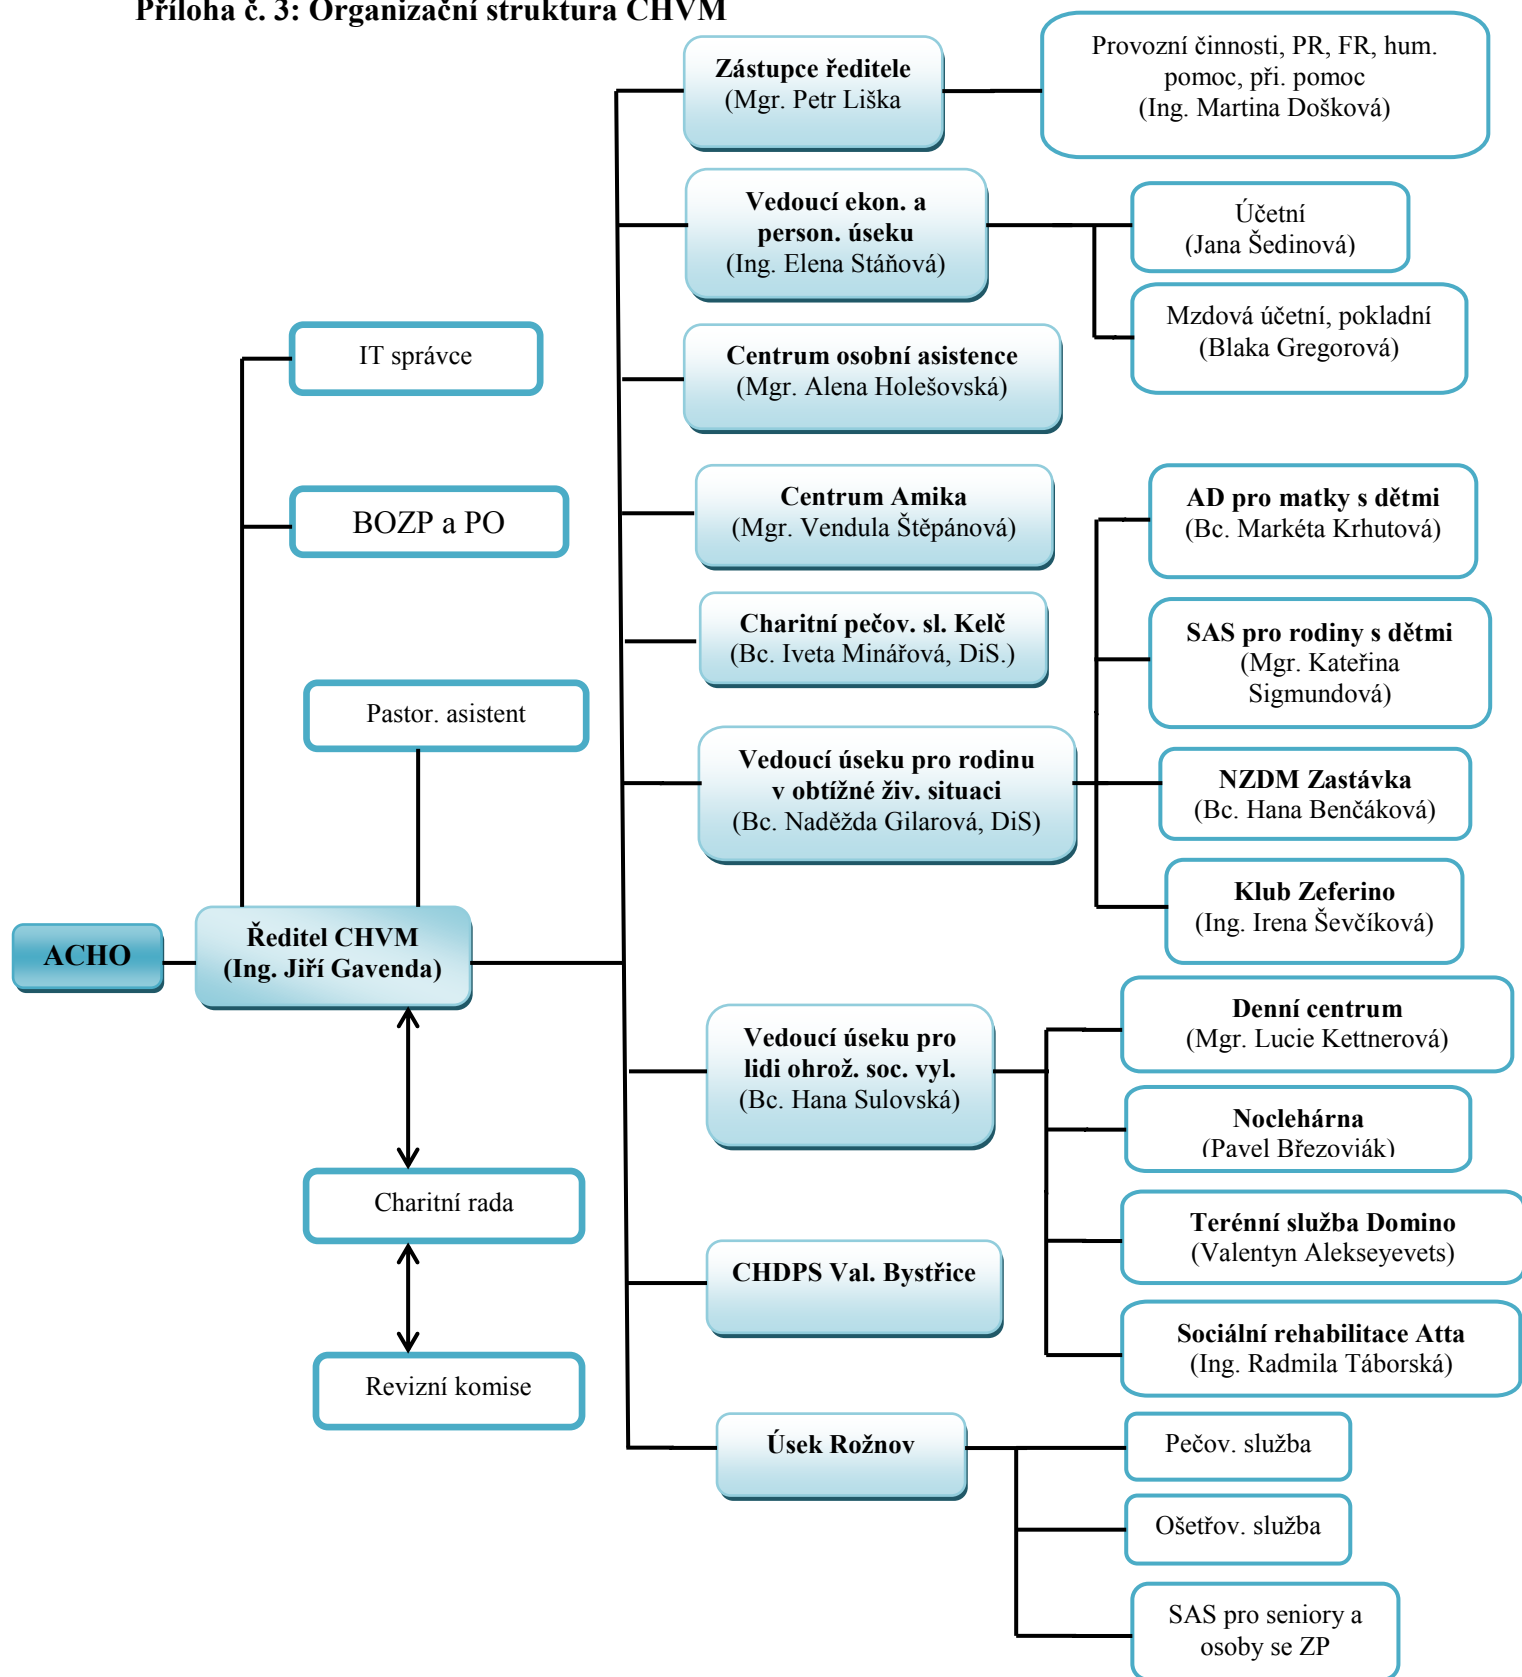 Příloha č. 3: Organizační struktura CHVM
Zástupce ředitele
(Mgr. Petr Liška
Provozní činnosti, PR, FR, hum.
pomoc, při. pomoc
(Ing. Martina Došková)
Vedoucí ekon. a
person. úseku
(Ing. Elena Stáňová)
Účetní
(Jana Šedinová)
Mzdová účetní, pokladní
(Blaka Gregorová)
IT správce
Centrum osobní asistence
(Mgr. Alena Holešovská)
BOZP a PO
Centrum Amika
(Mgr. Vendula Štěpánová)
AD pro matky s dětmi
(Bc. Markéta Krhutová)
Charitní pečov. sl. Kelč
(Bc. Iveta Minářová, DiS.)
SAS pro rodiny s dětmi
(Mgr. Kateřina
Sigmundová)
Pastor. asistent
Vedoucí úseku pro rodinu
v obtížné živ. situaci
(Bc. Naděžda Gilarová, DiS)
NZDM Zastávka
(Bc. Hana Benčáková)
Klub Zeferino
(Ing. Irena Ševčíková)
ACHO
Ředitel CHVM
(Ing. Jiří Gavenda)
Vedoucí úseku pro
lidi ohrož. soc. vyl.
(Bc. Hana Sulovská)
Denní centrum
(Mgr. Lucie Kettnerová)
Noclehárna
(Pavel Březoviák)
Charitní rada
Terénní služba Domino
(Valentyn Alekseyevets)
CHDPS Val. Bystřice
Sociální rehabilitace Atta
(Ing. Radmila Táborská)
Revizní komise
Úsek Rožnov
Pečov. služba
Ošetřov. služba
SAS pro seniory a
osoby se ZP